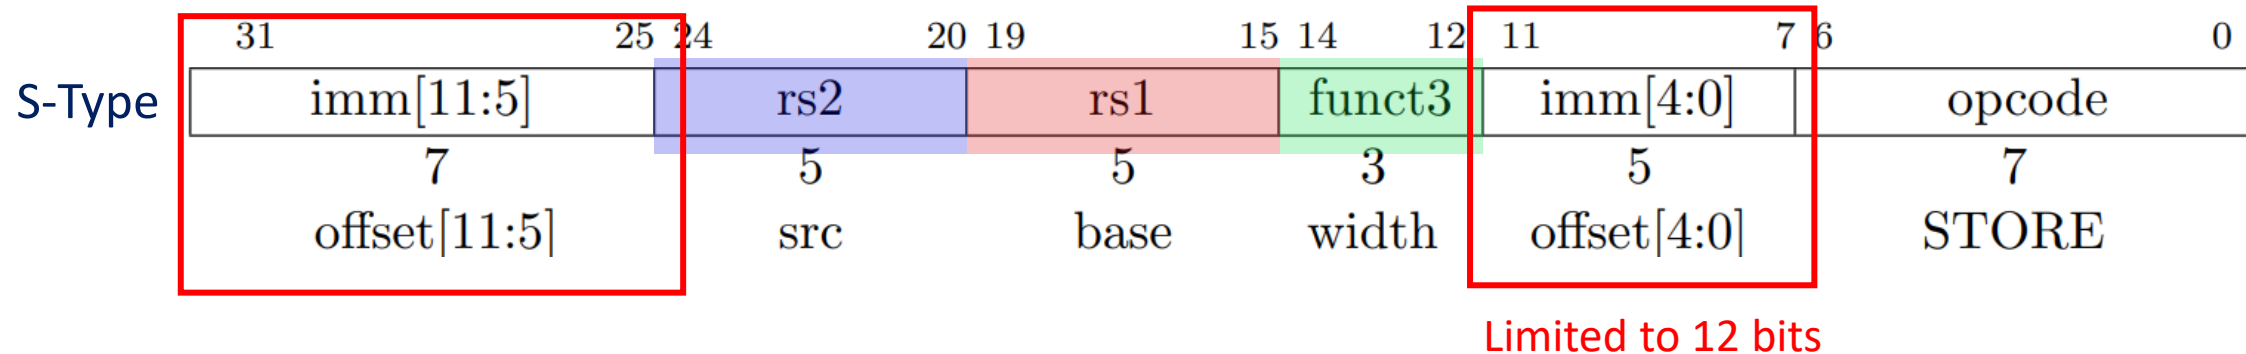 31 25 24 20 19 15 14 12 11 7 6 0
S-Type imm[11:5] rs2 rs1 funct3 imm[4:0] opcode
7 5 5 3 5 7
offset[11:5] src base width offset[4:0] STORE
Limited to 12 bits